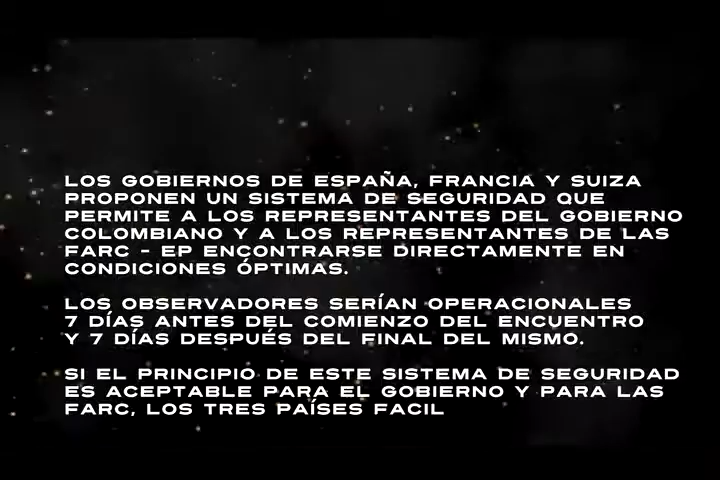 LOS GOBIERNOS DE ESPAÑA, FRANCIA Y SUIZA
PROPONEN UN SISTEMA DE SEGURIDAD QUE
PERMITE A LOS REPRESENTANTES DEL GOBIERNO
COLOMBIANO Y A LOS REPRESENTANTES DE LAS
FARC - EP ENCONTRARSE DIRECTAMENTE EN
CONDICIONES ÓPTIMAS.
LOS OBSERVADORES SERÍAN OPERACIONALES
7 DÍAS ANTES DEL COMIENZO DEL ENCUENTRO
Y 7 DÍAS DESPUÉS DEL FINAL DEL MISMO.
SI EL PRINCIPIO DE ESTE SISTEMA DE SEGURIDAD
ES ACEPTABLE PARA EL GOBIERNO Y PARA LAS
FARC, LOS TRES PAÍSES FACIL